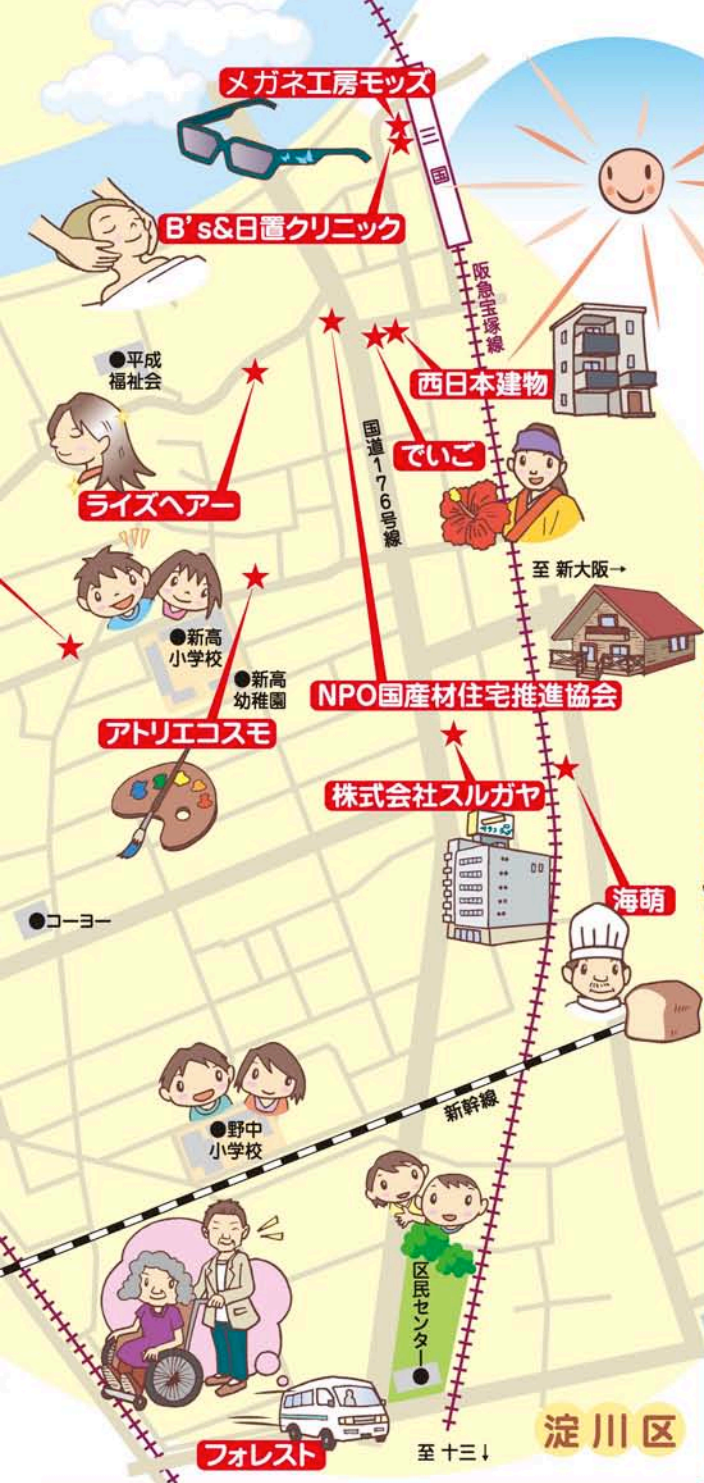 メガネ工房モッズ
三国
B's&日置クリニック
阪急宝塚線
●平成
福祉会
西日本建物
でいご
国道176号線
ライズヘアー
至 新大阪→
●新高
小学校
●新高
幼稚園
NPO国産材住宅推進協会
アトリエコスモ
株式会社スルガヤ
海萌
●コーヨー
新幹線
●野中
小学校
区民センター●
淀川区
フォレスト
至 十三↓